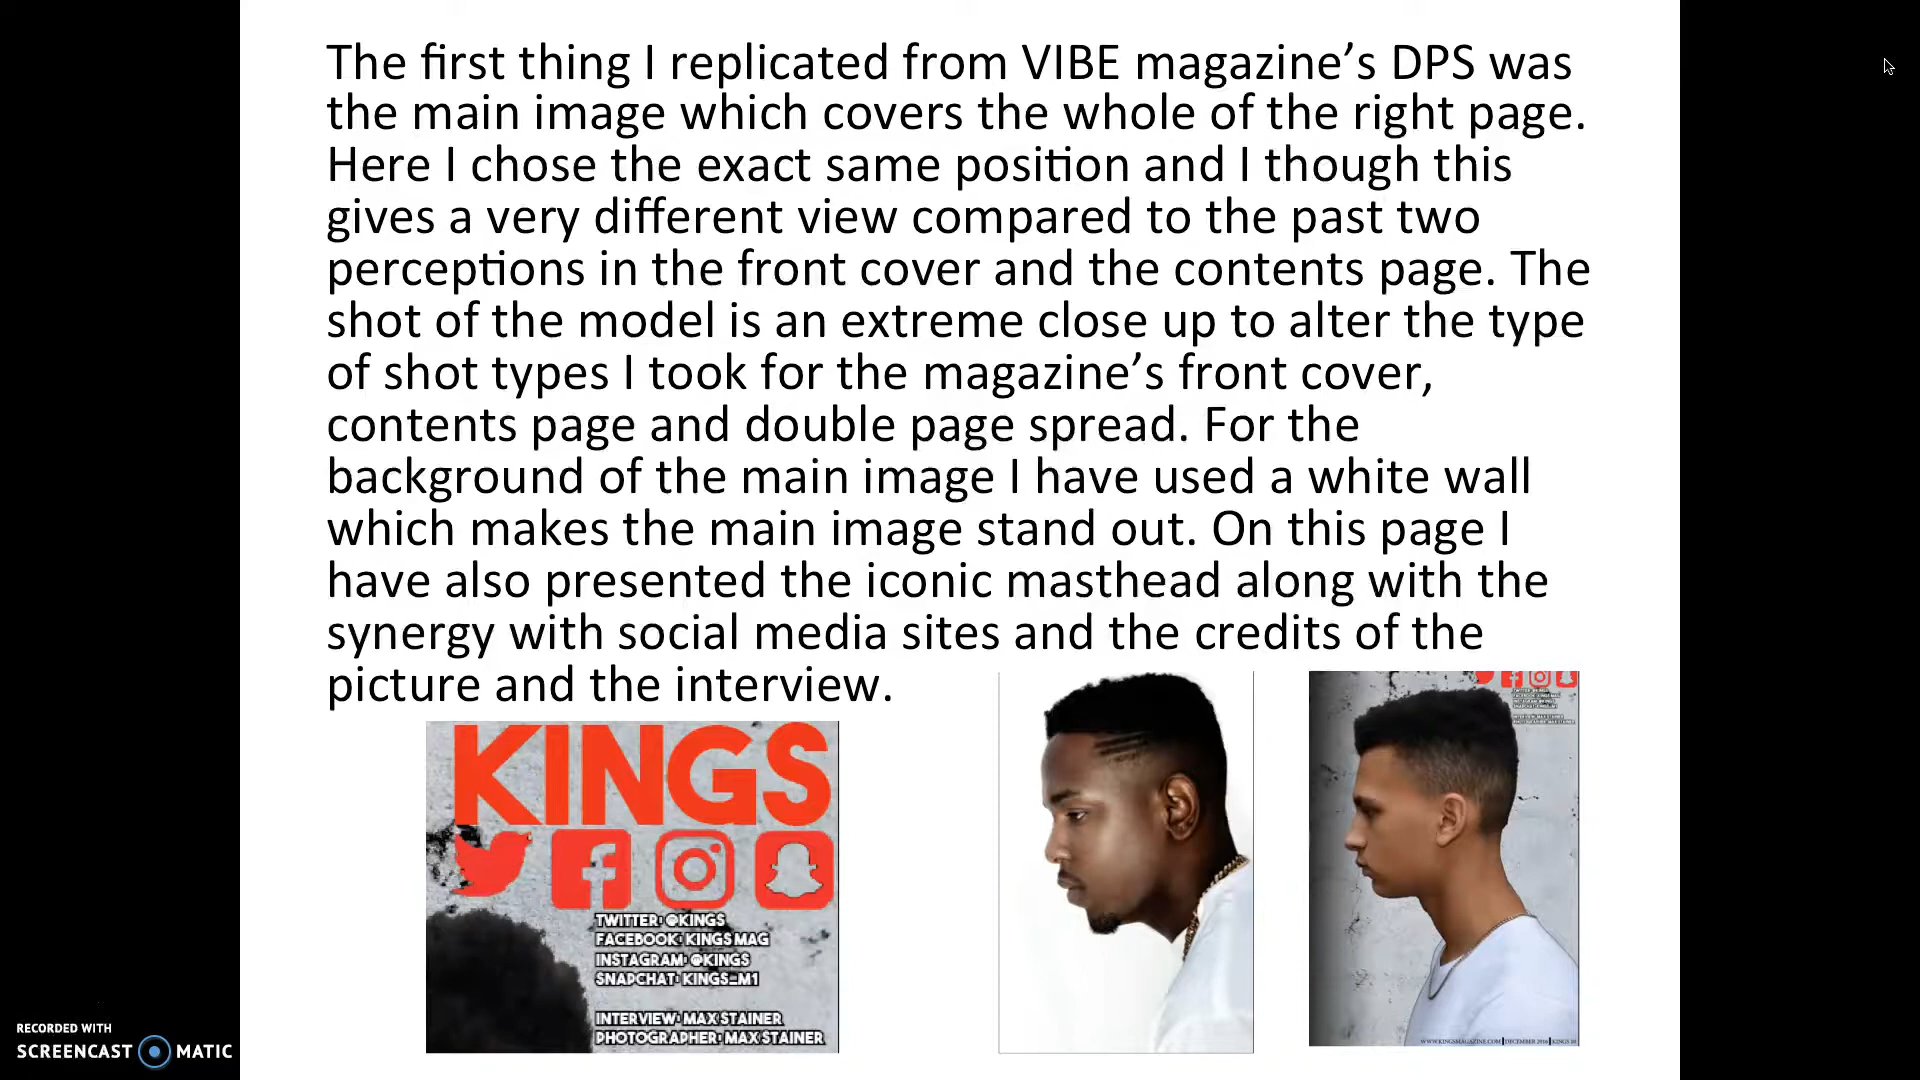 The first thing I replicated from VIBE magazine’s DPS was
the main image which covers the whole of the right page.
Here I chose the exact same position and I though this
gives a very different view compared to the past two
perceptions in the front cover and the contents page. The
shot of the model is an extreme close up to alter the type
of shot types I took for the magazine’s front cover,
contents page and double page spread. For the
background of the main image I have used a white wall
which makes the main image stand out. On this page I
have also presented the iconic masthead along with the
synergy with social media sites and the credits of the
picture and the interview.
KINGS
TWITTER: @KINGS
FACEBOOK: KINGS MAG
INSTAGRAM: @KINGS
SNAPCHAT: KINGS_M1
INTERVIEW: MAX STAINER
PHOTOGRAPHER: MAX STAINER
WWW.KINGSMAGAZINE.COM | DECEMBER 2016 | KINGS
RECORDED WITH
SCREENCAST MATIC